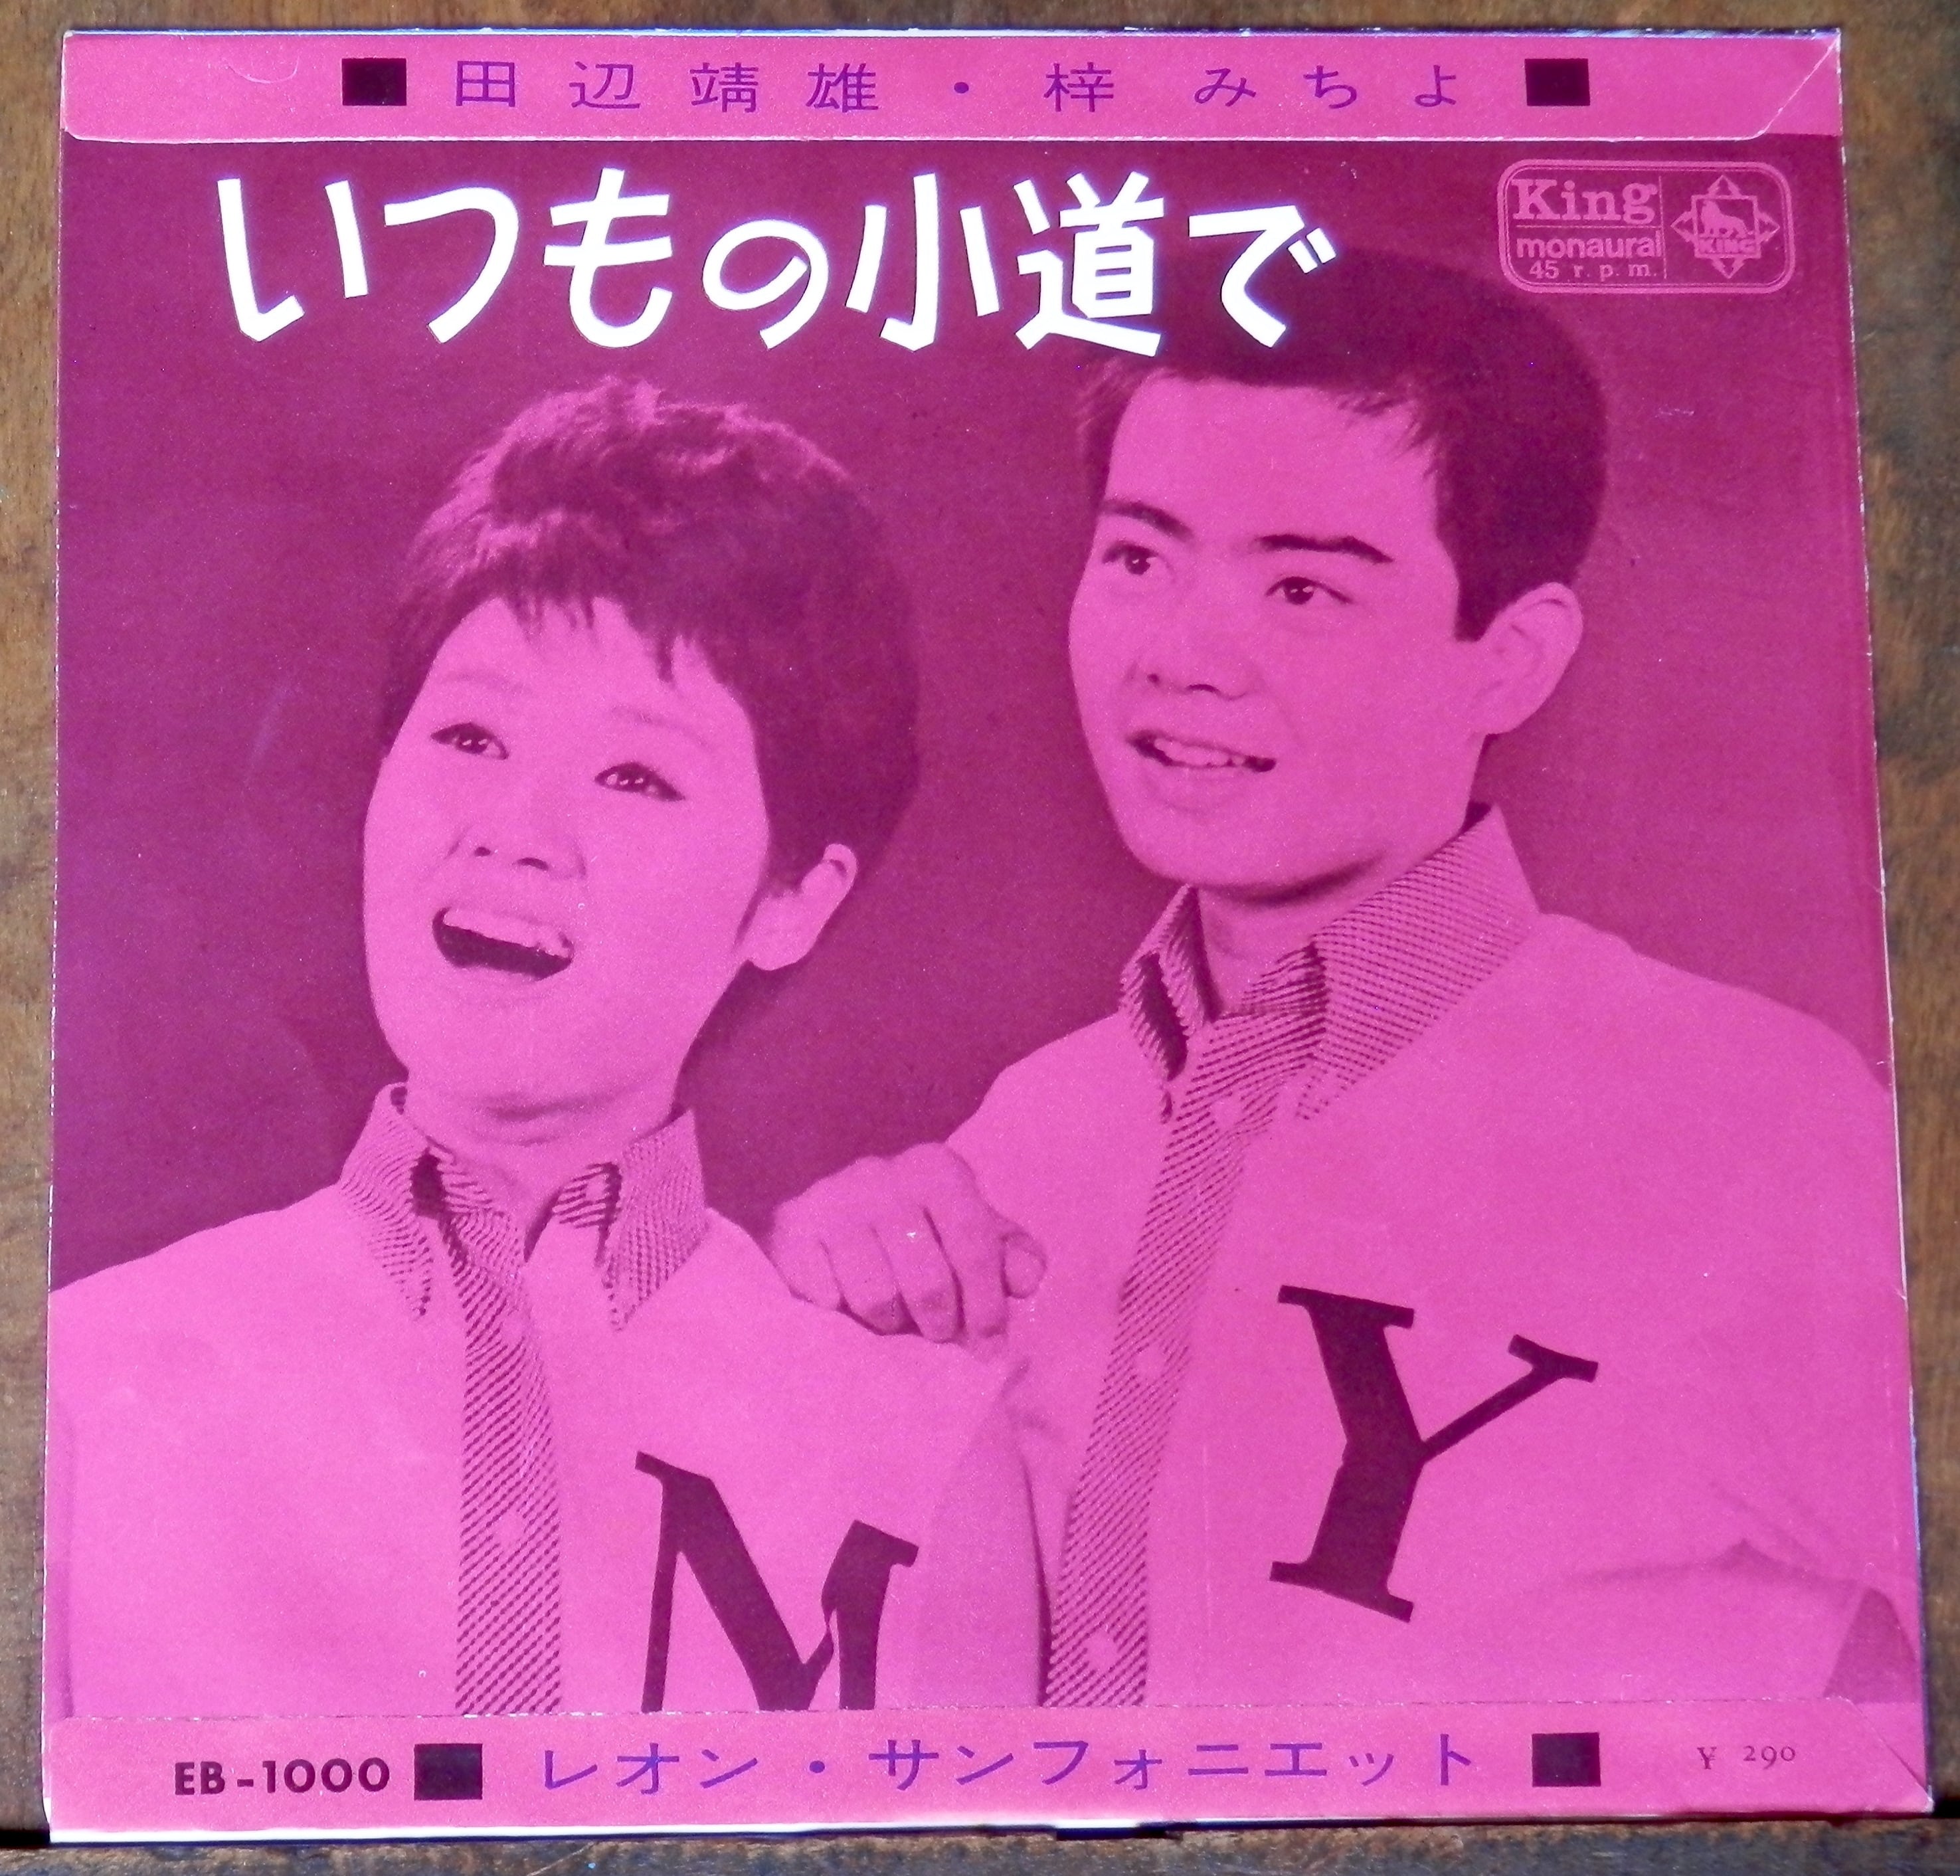 田辺靖雄・梓 みちよ
いつもの小道で
King
monaural
45 r.p.m.
KING
M
Y
EB-1000
レオン・サンフォニエット
¥ 290